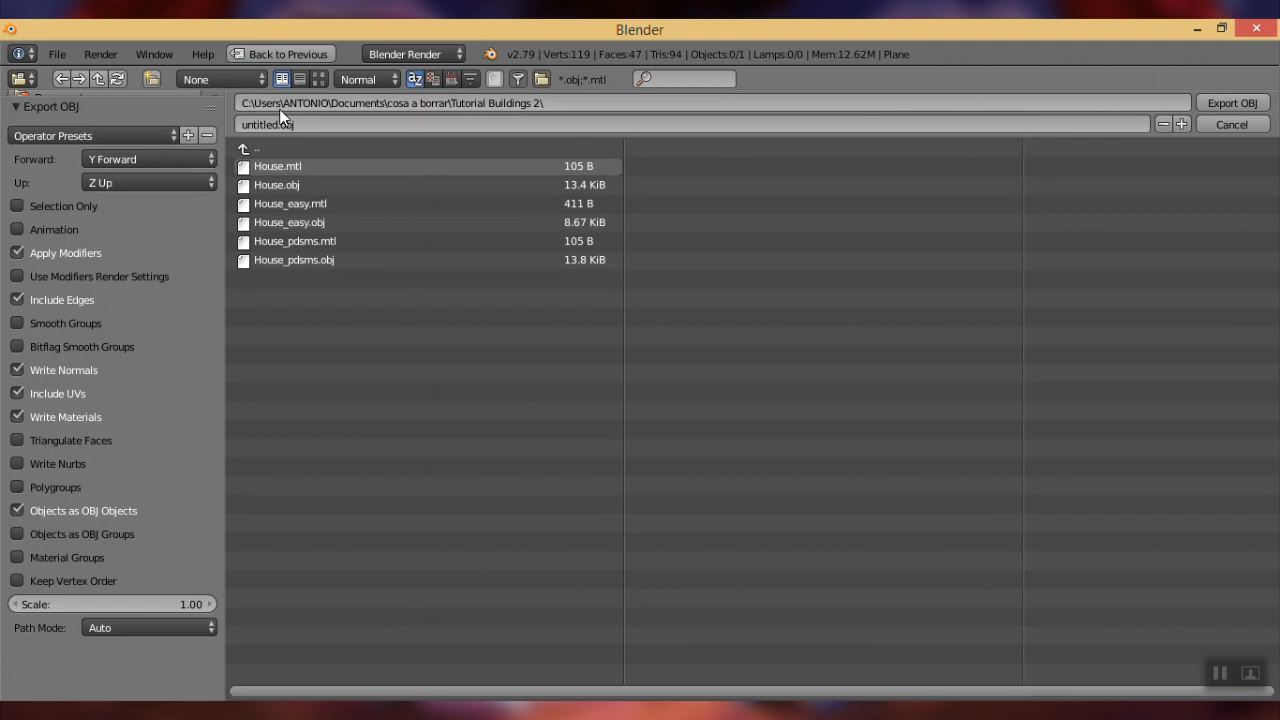 Blender
File Render Window Help Back to Previous Blender Render v2.79 | Verts:119 | Faces:47 | Tris:94 | Objects:0/1 | Lamps:0/0 | Mem:12.62M | Plane
None Normal *.obj;*.mtl
Export OBJ
C:\Users\ANTONIO\Documents\cosa a borrar\Tutorial Buildings 2\
Export OBJ
untitled.obj
Cancel
Operator Presets
Forward: Y Forward
Up: Z Up
Selection Only
Animation
Apply Modifiers
Use Modifiers Render Settings
Include Edges
Smooth Groups
Bitflag Smooth Groups
Write Normals
Include UVs
Write Materials
Triangulate Faces
Write Nurbs
Polygroups
Objects as OBJ Objects
Objects as OBJ Groups
Material Groups
Keep Vertex Order
Scale: 1.00
Path Mode: Auto
..
House.mtl 105 B
House.obj 13.4 KiB
House_easy.mtl 411 B
House_easy.obj 8.67 KiB
House_pdsms.mtl 105 B
House_pdsms.obj 13.8 KiB